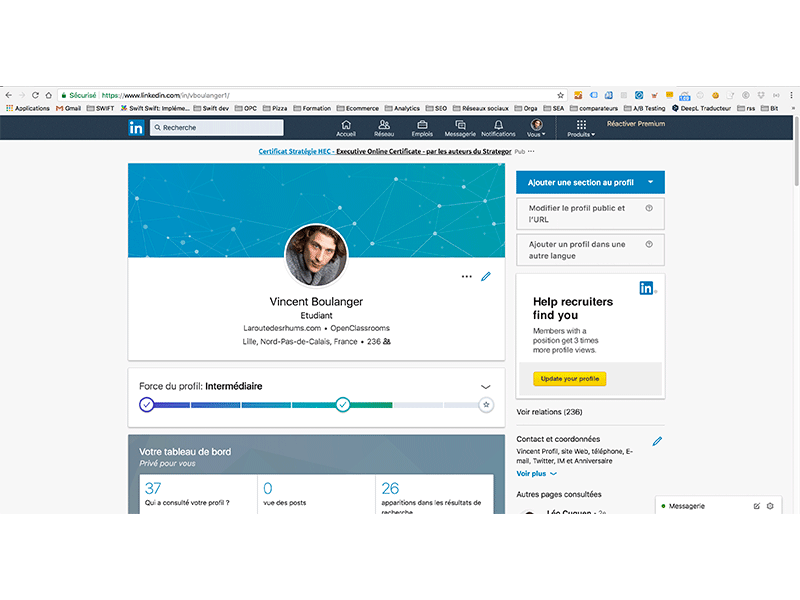 Sécurisé https://www.linkedin.com/in/vboulanger1/
Applications Gmail SWIFT Swift Swift: Impléme... Swift dev OPC Pizza Formation Ecommerce Analytics SEO Réseaux sociaux Orga SEA comparateurs A/B Testing DeepL Traducteur rss Bit
in Recherche Accueil Réseau Emplois Messagerie Notifications Vous Produits Réactiver Premium
Certificat Stratégie HEC - Executive Online Certificate - par les auteurs du Strategor Pub ...
Ajouter une section au profil
Modifier le profil public et
l'URL
Ajouter un profil dans une
autre langue
Vincent Boulanger
Etudiant
Laroutedesrhums.com • OpenClassrooms
Lille, Nord-Pas-de-Calais, France • 236
in
Help recruiters
find you
Members with a
position get 3 times
more profile views.
Update your profile
Force du profil: Intermédiaire
Voir relations (236)
Contact et coordonnées
Vincent Profil, site Web, téléphone, E-
mail, Twitter, IM et Anniversaire
Voir plus
Autres pages consultées
Votre tableau de bord
Privé pour vous
37
Qui a consulté votre profil ?
0
vue des posts
26
apparitions dans les résultats de
recherche
Messagerie